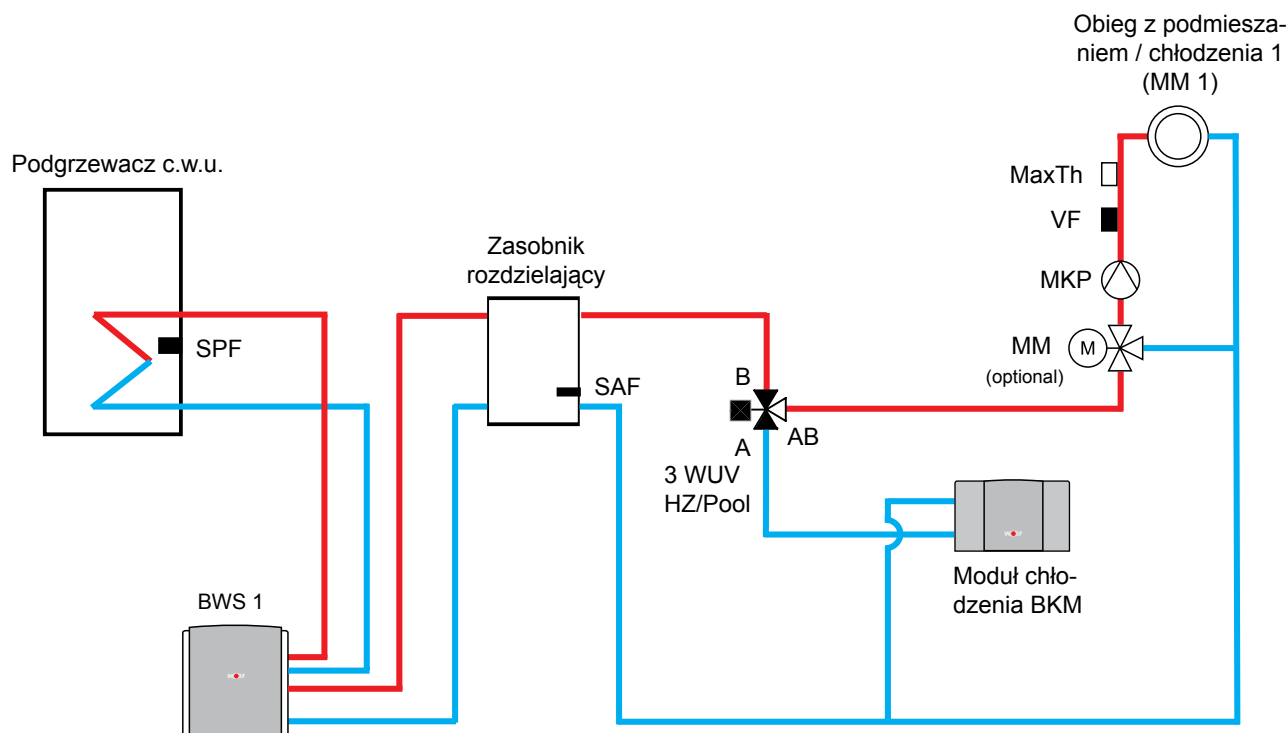 Obieg z podmiesza-
niem / chłodzenia 1
(MM 1)
Podgrzewacz c.w.u.
MaxTh
VF
Zasobnik
rozdzielający
MKP
SPF
MM
M
(optional)
SAF
B
A
AB
3 WUV
HZ/Pool
Moduł chło-
dzenia BKM
BWS 1